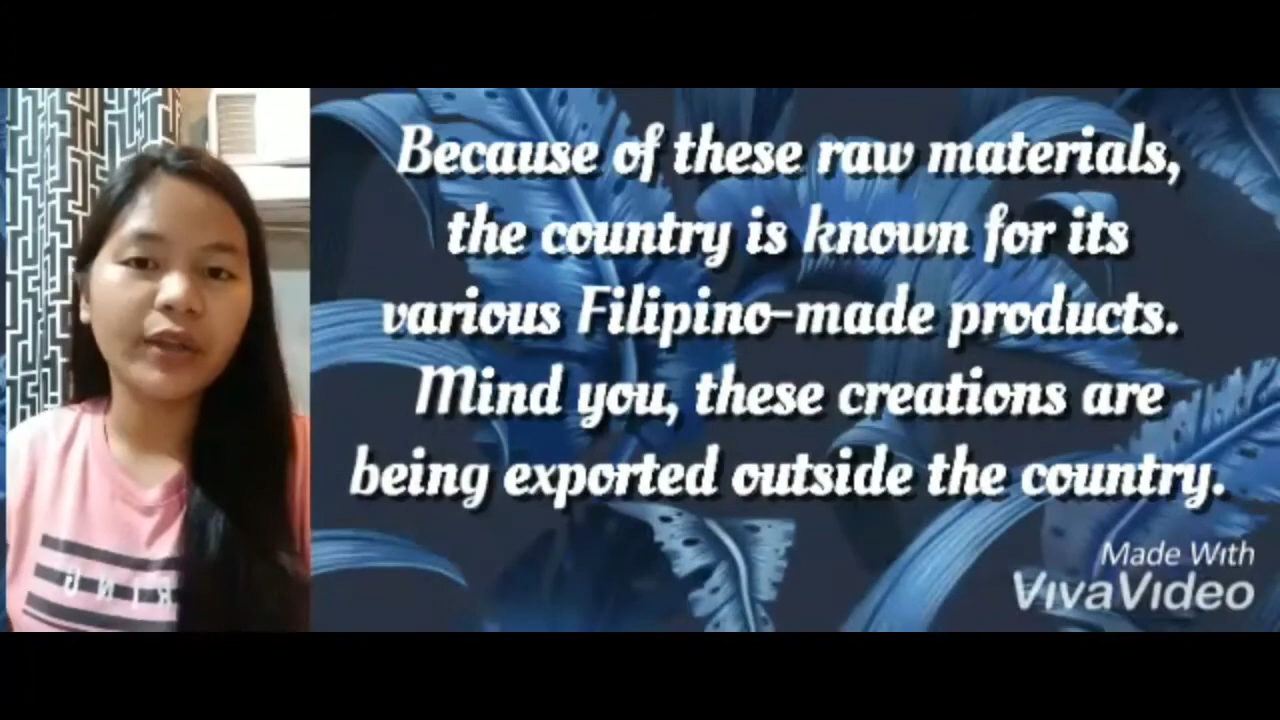 Because of these raw materials,
the country is known for its
various Filipino-made products.
Mind you, these creations are
being exported outside the country.
Made With
VivaVideo